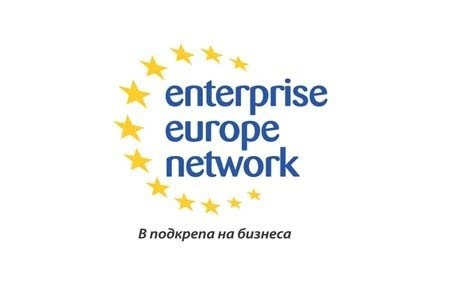 enterprise
europe
network
В подкрепа на бизнеса